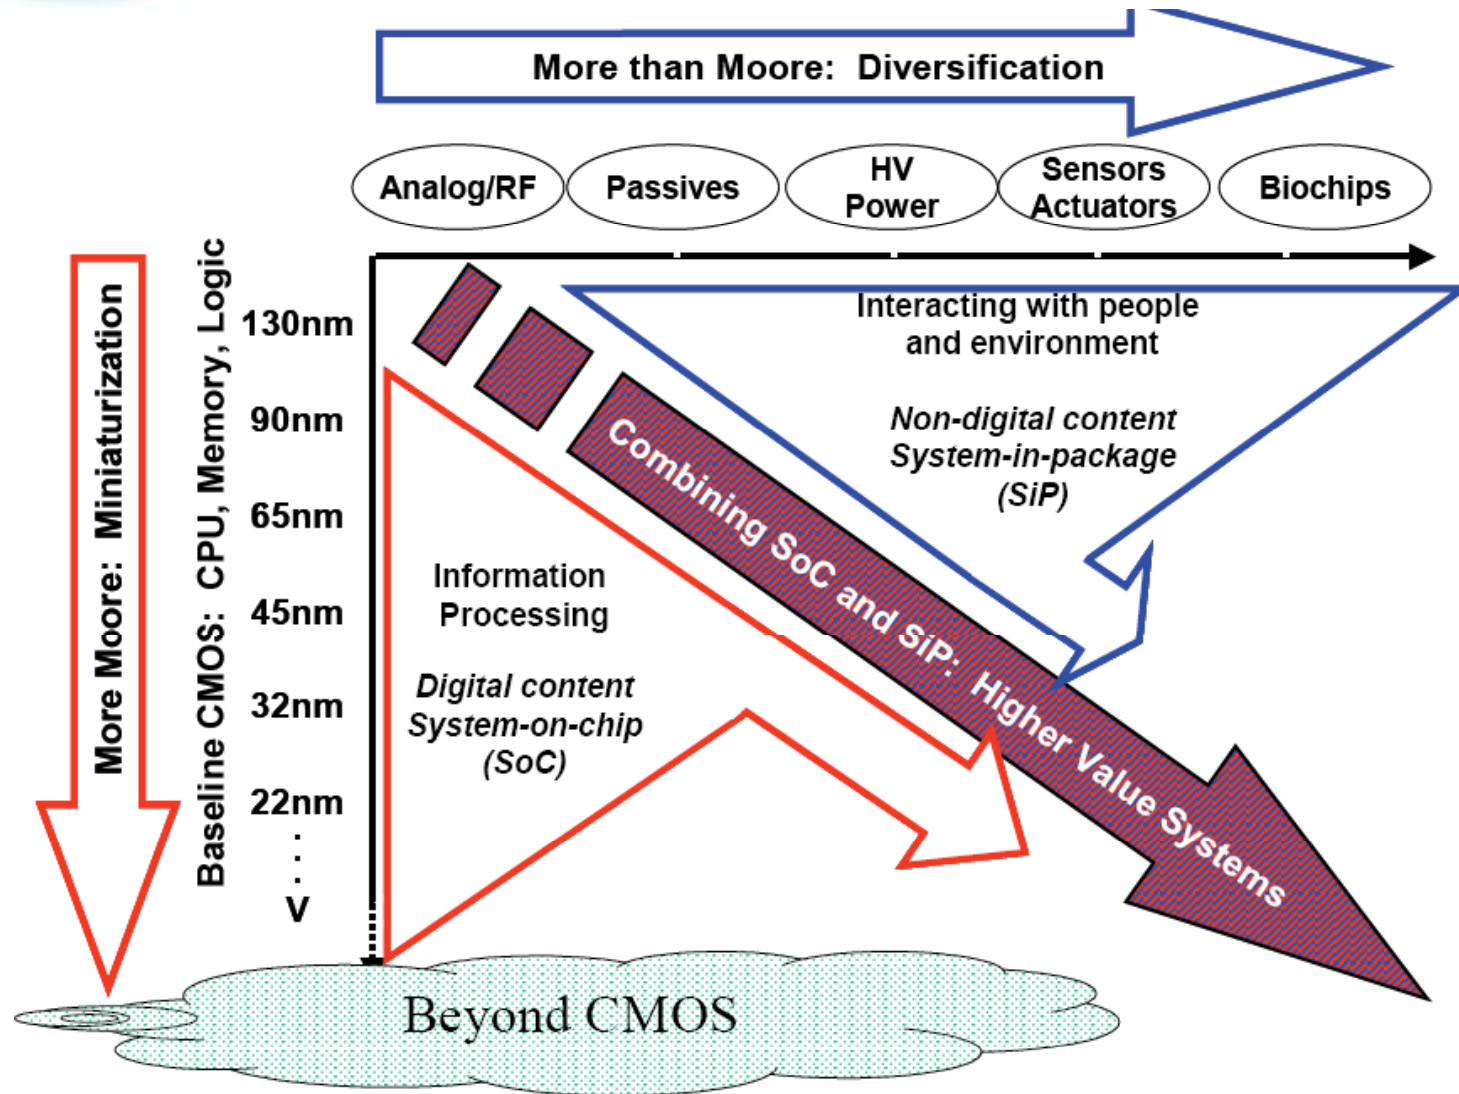 More than Moore:  Diversification
Analog/RF
Passives
HV
Power
Sensors
Actuators
Biochips
More Moore:  Miniaturization
Baseline CMOS:  CPU, Memory, Logic
130nm
90nm
65nm
45nm
32nm
22nm
.
.
.
V
Interacting with people
and environment
Non-digital content
System-in-package
(SiP)
Combining SoC and SiP:  Higher Value Systems
Information
Processing
Digital content
System-on-chip
(SoC)
Beyond CMOS